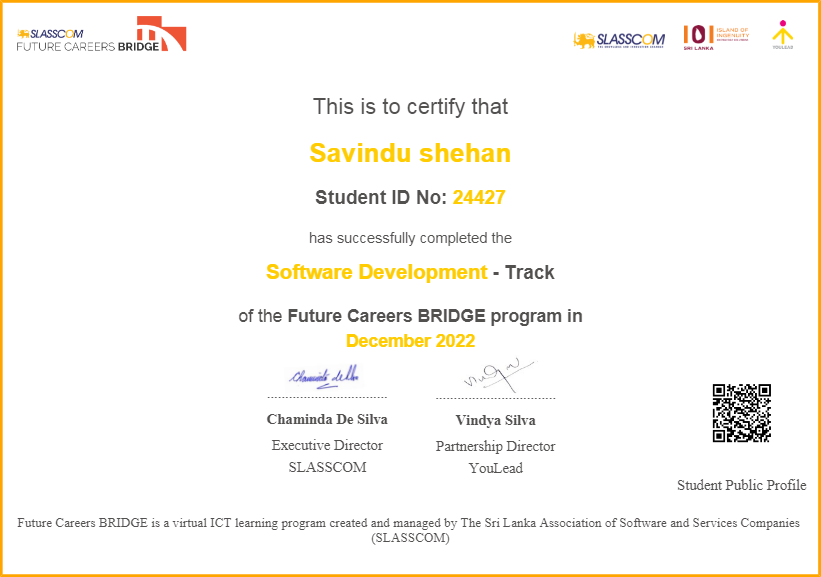 SLASSCOM
FUTURE CAREERS BRIDGE
SLASSCOM
SRI LANKA
ISLAND OF
INGENUITY
YOULEAD
This is to certify that
Savindu shehan
Student ID No: 24427
has successfully completed the
Software Development - Track
of the Future Careers BRIDGE program in
December 2022
Chaminda De Silva
Executive Director
SLASSCOM
Vindya Silva
Partnership Director
YouLead
Student Public Profile
Future Careers BRIDGE is a virtual ICT learning program created and managed by The Sri Lanka Association of Software and Services Companies
(SLASSCOM)